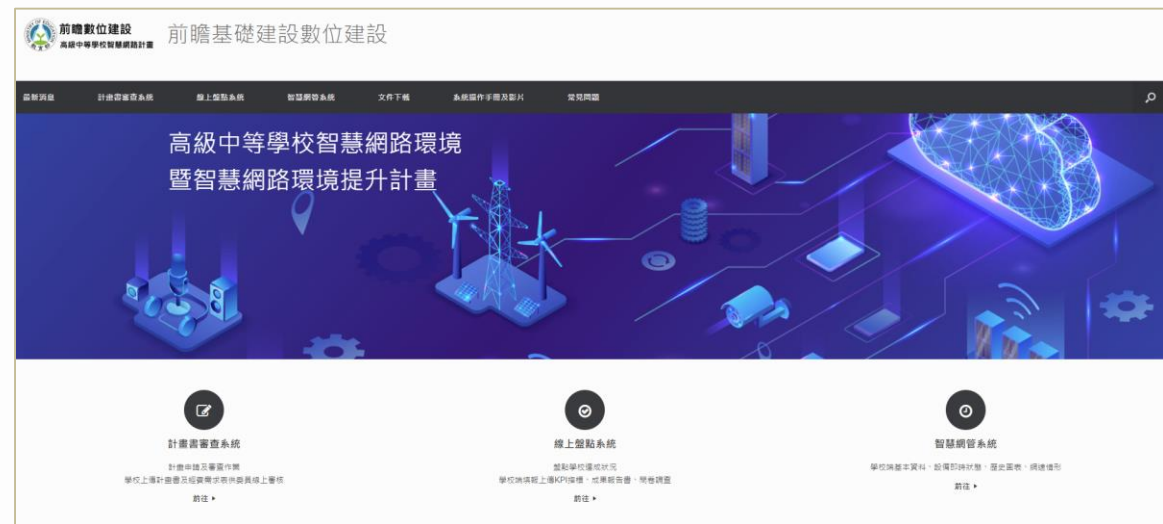 前瞻數位建設
高級中等學校智慧網路計畫
前瞻基礎建設數位建設
最新消息 計畫書審查系統 線上盤點系統 智慧網管系統 文件下載 系統操作手冊及影片 常見問題
高級中等學校智慧網路環境
暨智慧網路環境提升計畫
計畫書審查系統
計畫申請及審查作業
學校上傳計畫書及經費需求表供委員線上審核
前往
線上盤點系統
盤點學校達成狀況
學校端填報上傳KPI指標、成果報告書、問卷調查
前往
智慧網管系統
學校端基本資料、設備即時狀態、歷史圖表、網速情形
前往